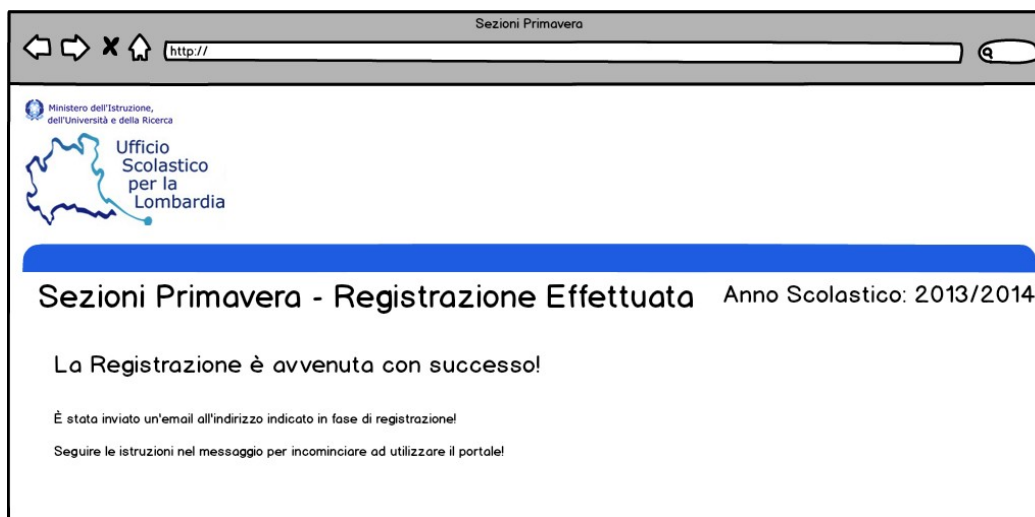 Sezioni Primavera
http://
Ministero dell'Istruzione,
dell'Università e della Ricerca
Ufficio
Scolastico
per la
Lombardia
Sezioni Primavera - Registrazione Effettuata
Anno Scolastico: 2013/2014
La Registrazione è avvenuta con successo!
È stata inviato un'email all'indirizzo indicato in fase di registrazione!
Seguire le istruzioni nel messaggio per incominciare ad utilizzare il portale!